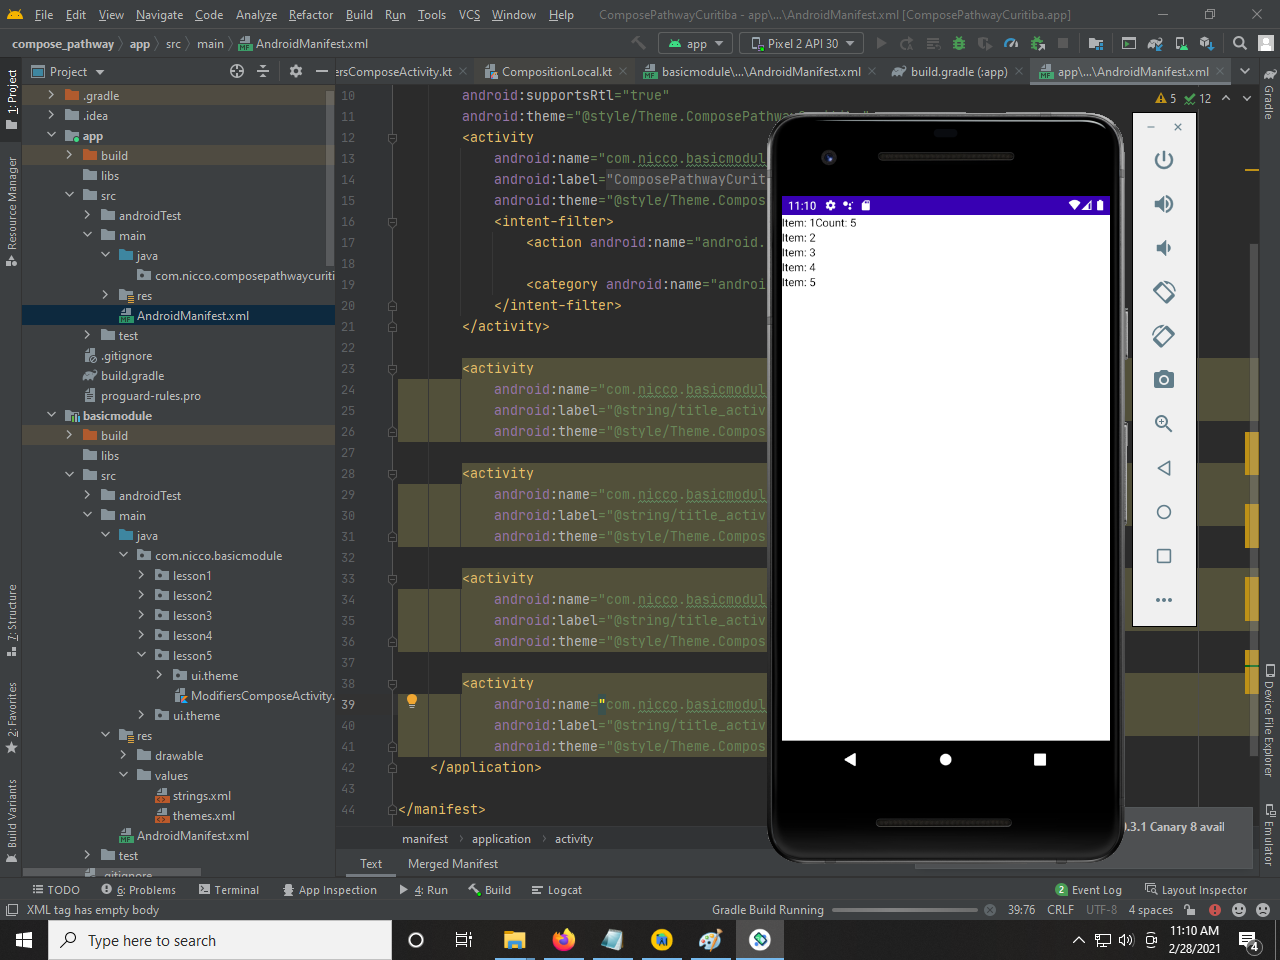 File Edit View Navigate Code Analyze Refactor Build Run Tools VCS Window Help ComposePathwayCuritiba - app\...\AndroidManifest.xml [ComposePathwayCuritiba.app]
compose_pathway app src main AndroidManifest.xml app Pixel 2 API 30
Project
ersComposeActivity.kt CompositionLocal.kt basicmodule\...\AndroidManifest.xml build.gradle (:app) app\...\AndroidManifest.xml
1: Project
Resource Manager
7: Structure
2: Favorites
Build Variants
.gradle
.idea
app
build
libs
src
androidTest
main
java
com.nicco.composepathwaycuriti
res
AndroidManifest.xml
test
.gitignore
build.gradle
proguard-rules.pro
basicmodule
build
libs
src
androidTest
main
java
com.nicco.basicmodule
lesson1
lesson2
lesson3
lesson4
lesson5
ui.theme
ModifiersComposeActivity.
ui.theme
res
drawable
values
strings.xml
themes.xml
AndroidManifest.xml
test
.gitignore
10 android:supportsRtl="true"
11 android:theme="@style/Theme.ComposePathwayCuritiba"
12 <activity
13 android:name="com.nicco.basicmodul
14 android:label="ComposePathwayCurit
15 android:theme="@style/Theme.Compos
16 <intent-filter>
17 <action android:name="android.
18
19 <category android:name="androi
20 </intent-filter>
21 </activity>
22
23 <activity
24 android:name="com.nicco.basicmodul
25 android:label="@string/title_activ
26 android:theme="@style/Theme.Compos
27
28 <activity
29 android:name="com.nicco.basicmodul
30 android:label="@string/title_activ
31 android:theme="@style/Theme.Compos
32
33 <activity
34 android:name="com.nicco.basicmodul
35 android:label="@string/title_activ
36 android:theme="@style/Theme.Compos
37
38 <activity
39 android:name="com.nicco.basicmodul
40 android:label="@string/title_activ
41 android:theme="@style/Theme.Compos
42 </application>
43
44 </manifest>
5 12
11:10
Item: 1Count: 5
Item: 2
Item: 3
Item: 4
Item: 5
Gradle
Device File Explorer
Emulator
0.3.1 Canary 8 avail
manifest application activity
Text Merged Manifest
TODO 6: Problems Terminal App Inspection 4: Run Build Logcat 2 Event Log Layout Inspector
XML tag has empty body Gradle Build Running 39:76 CRLF UTF-8 4 spaces
Type here to search
11:10 AM
2/28/2021
4